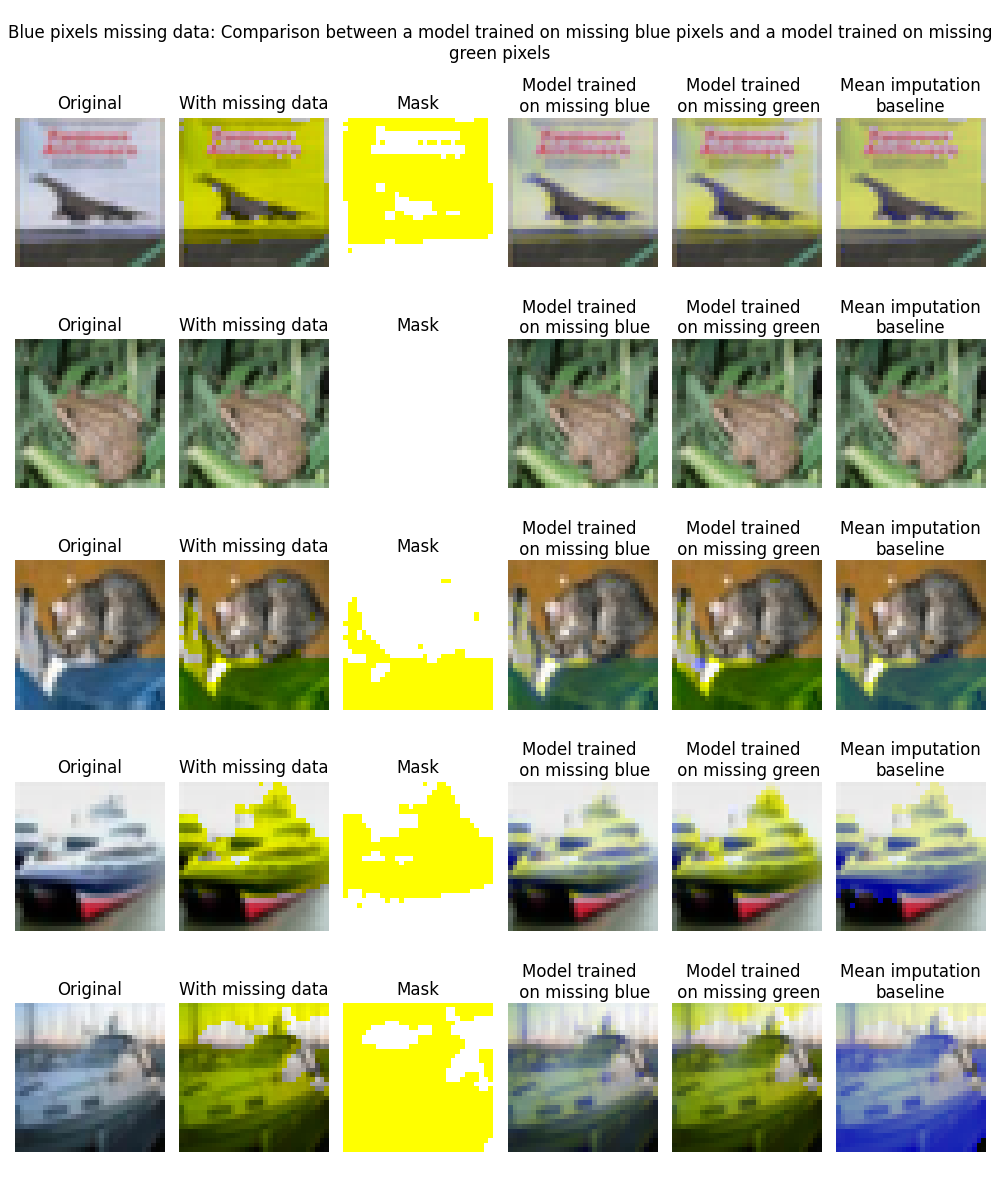 Blue pixels missing data: Comparison between a model trained on missing blue pixels and a model trained on missing
green pixels
Original
With missing data
Mask
Model trained
on missing blue
Model trained
on missing green
Mean imputation
baseline
Original
With missing data
Mask
Model trained
on missing blue
Model trained
on missing green
Mean imputation
baseline
Original
With missing data
Mask
Model trained
on missing blue
Model trained
on missing green
Mean imputation
baseline
Original
With missing data
Mask
Model trained
on missing blue
Model trained
on missing green
Mean imputation
baseline
Original
With missing data
Mask
Model trained
on missing blue
Model trained
on missing green
Mean imputation
baseline